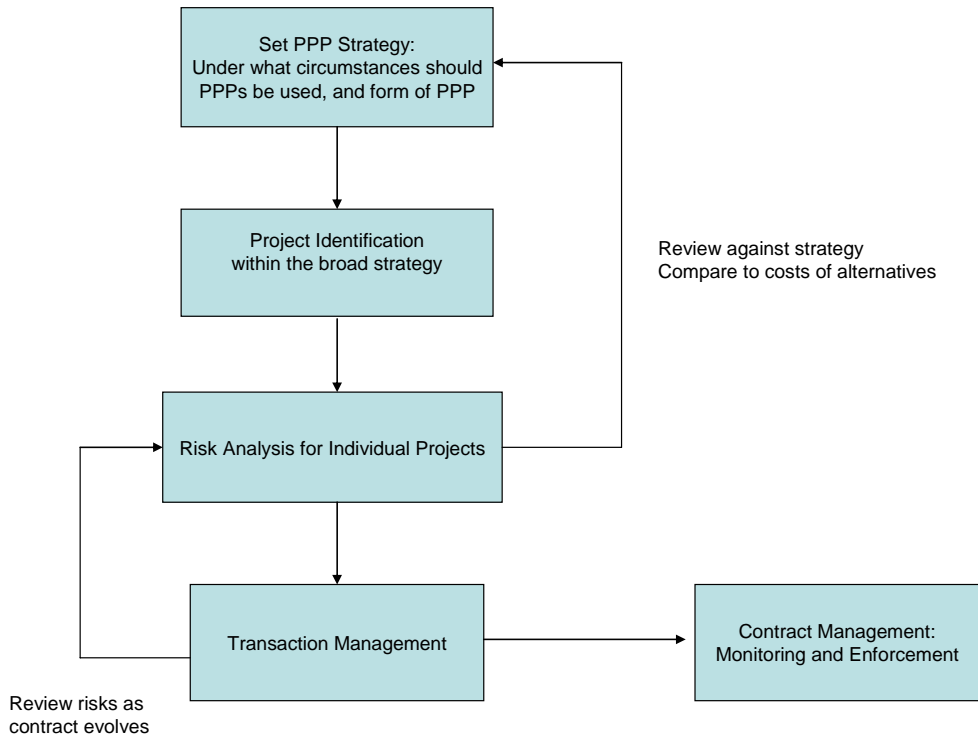 Set PPP Strategy:
Under what circumstances should
PPPs be used, and form of PPP
Project Identification
within the broad strategy
Review against strategy
Compare to costs of alternatives
Risk Analysis for Individual Projects
Transaction Management
Contract Management:
Monitoring and Enforcement
Review risks as
contract evolves